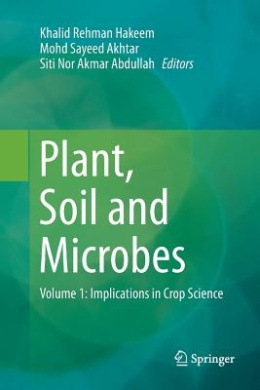 Khalid Rehman Hakeem
Mohd Sayeed Akhtar
Siti Nor Akmar Abdullah Editors
Plant,
Soil and
Microbes
Volume 1: Implications in Crop Science
Springer